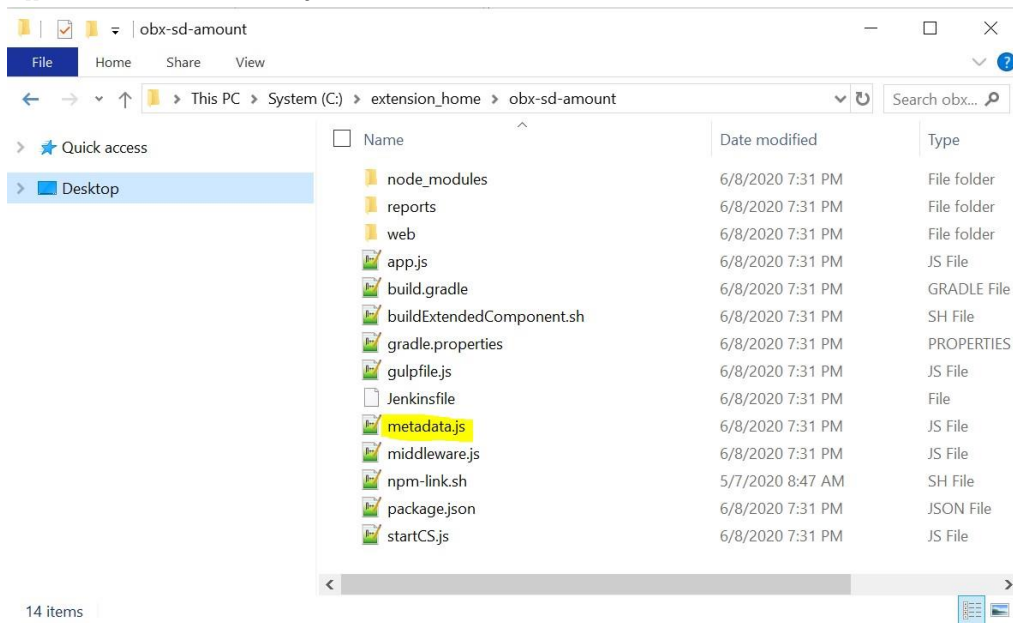 obx-sd-amount
File Home Share View
This PC > System (C:) > extension_home > obx-sd-amount Search obx...
Quick access
Desktop
Name Date modified Type
node_modules 6/8/2020 7:31 PM File folder
reports 6/8/2020 7:31 PM File folder
web 6/8/2020 7:31 PM File folder
app.js 6/8/2020 7:31 PM JS File
build.gradle 6/8/2020 7:31 PM GRADLE File
buildExtendedComponent.sh 6/8/2020 7:31 PM SH File
gradle.properties 6/8/2020 7:31 PM PROPERTIES
gulpfile.js 6/8/2020 7:31 PM JS File
Jenkinsfile 6/8/2020 7:31 PM File
metadata.js 6/8/2020 7:31 PM JS File
middleware.js 6/8/2020 7:31 PM JS File
npm-link.sh 5/7/2020 8:47 AM SH File
package.json 6/8/2020 7:31 PM JSON File
startCS.js 6/8/2020 7:31 PM JS File
14 items